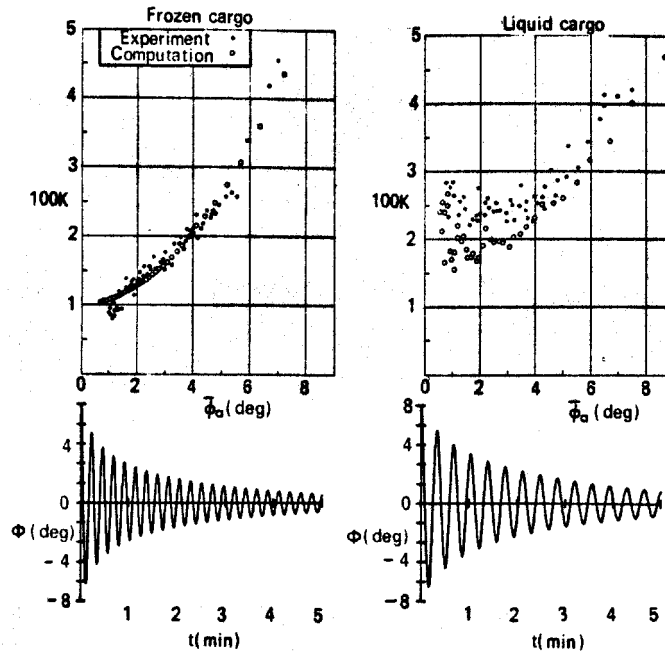 Frozen cargo
Experiment •
Computation o
5
4
3
100K
2
1
0 2 4 6 8
φ̄a (deg)
Liquid cargo
5
4
3
100K
2
1
0 2 4 6 8
φ̄a (deg)
4
0
Φ (deg)
-4
-8
1 2 3 4 5
t(min)
8
4
0
Φ(deg)
-4
-8
1 2 3 4 5
t(min)